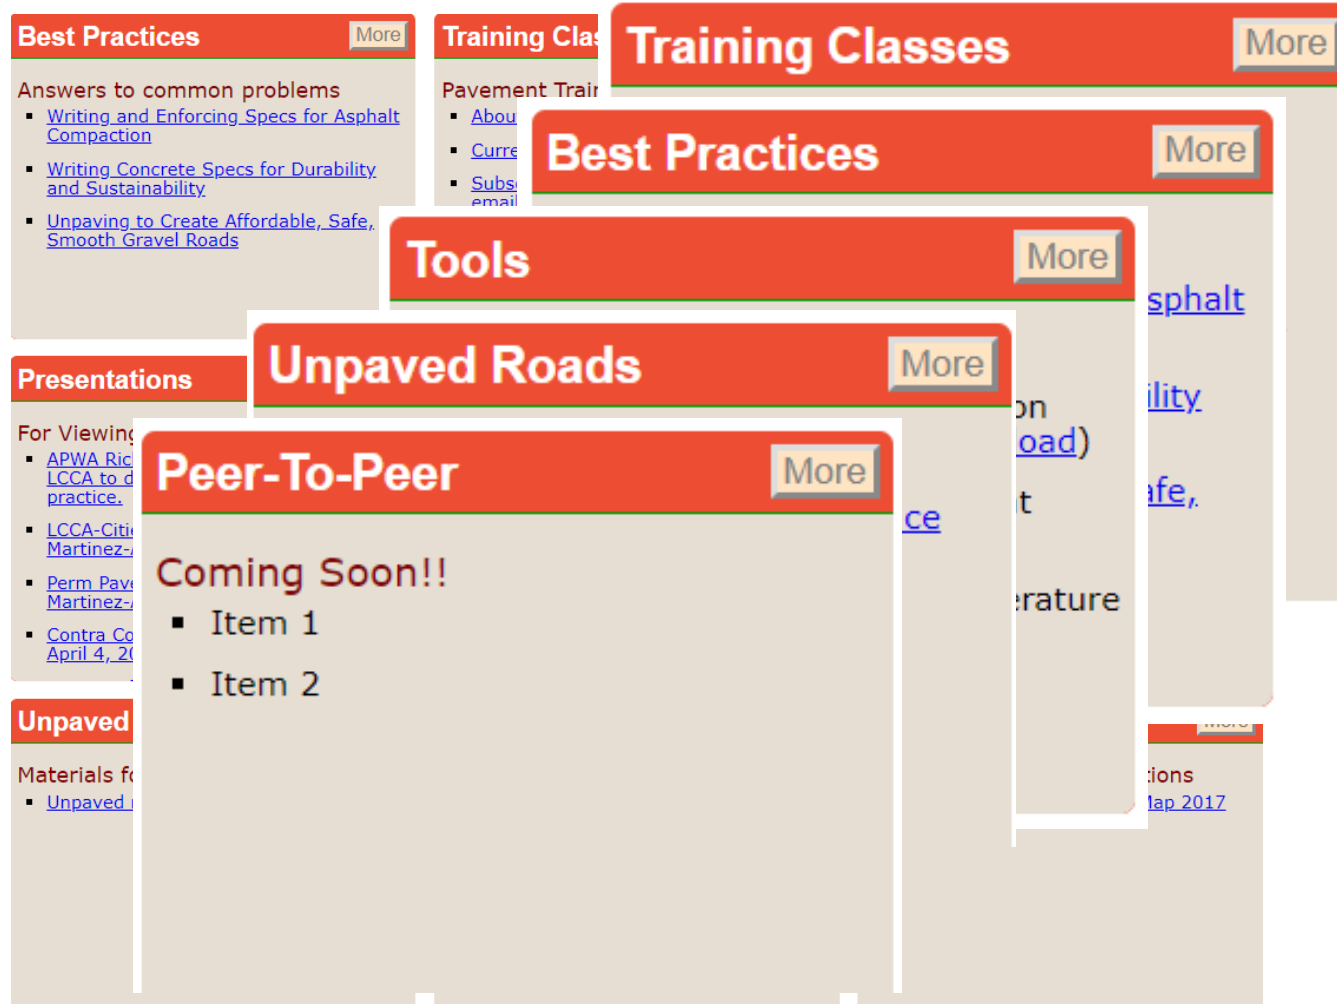 Best Practices More
Answers to common problems
Writing and Enforcing Specs for Asphalt
Compaction
Writing Concrete Specs for Durability
and Sustainability
Unpaving to Create Affordable, Safe,
Smooth Gravel Roads
Training Clas
Pavement Train
Abou
Curre
Subs
email
Training Classes More
Best Practices More
sphalt
ility
afe,
Tools More
on
oad)
t
erature
Unpaved Roads More
ce
Presentations
For Viewing
APWA Ric
LCCA to d
practice.
LCCA-Citi
Martinez-
Perm Pave
Martinez-
Contra Co
April 4, 20
Peer-To-Peer More
Coming Soon!!
Item 1
Item 2
Unpaved
Materials fo
Unpaved
More
tions
Map 2017